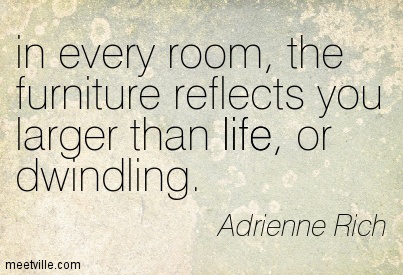 in every room, the
furniture reflects you
larger than life, or
dwindling.
Adrienne Rich
meetville.com